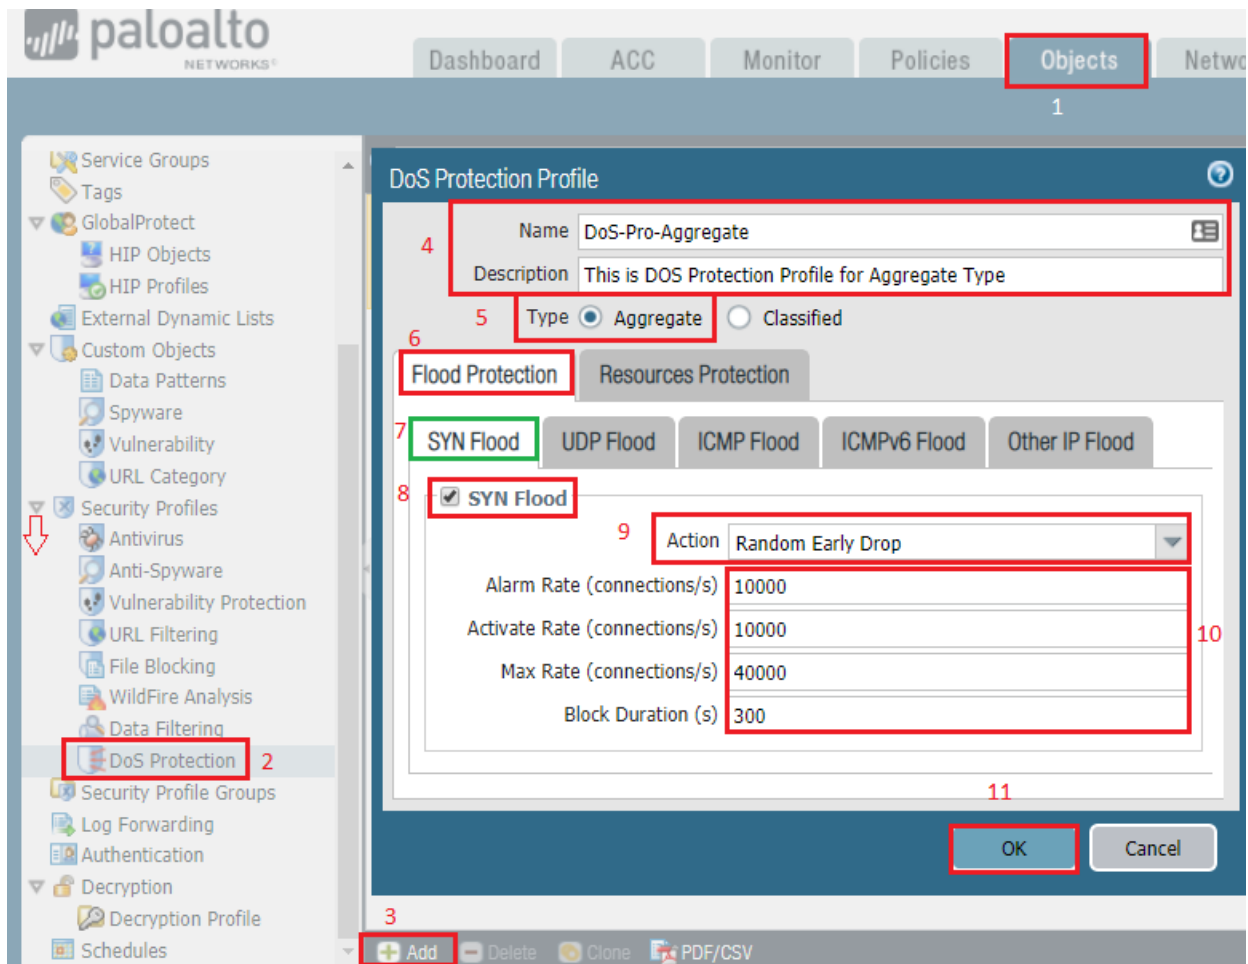 paloalto
NETWORKS®
Dashboard ACC Monitor Policies Objects
1
Service Groups
Tags
GlobalProtect
HIP Objects
HIP Profiles
External Dynamic Lists
Custom Objects
Data Patterns
Spyware
Vulnerability
URL Category
Security Profiles
Antivirus
Anti-Spyware
Vulnerability Protection
URL Filtering
File Blocking
WildFire Analysis
Data Filtering
DoS Protection 2
Security Profile Groups
Log Forwarding
Authentication
Decryption
Decryption Profile
Schedules
DoS Protection Profile
4
Name DoS-Pro-Aggregate
Description This is DOS Protection Profile for Aggregate Type
5 Type Aggregate Classified
6
Flood Protection Resources Protection
7 SYN Flood UDP Flood ICMP Flood ICMPv6 Flood Other IP Flood
8 SYN Flood
9 Action Random Early Drop
Alarm Rate (connections/s) 10000
Activate Rate (connections/s) 10000
10
Max Rate (connections/s) 40000
Block Duration (s) 300
11
OK Cancel
3
Add Delete Clone PDF/CSV